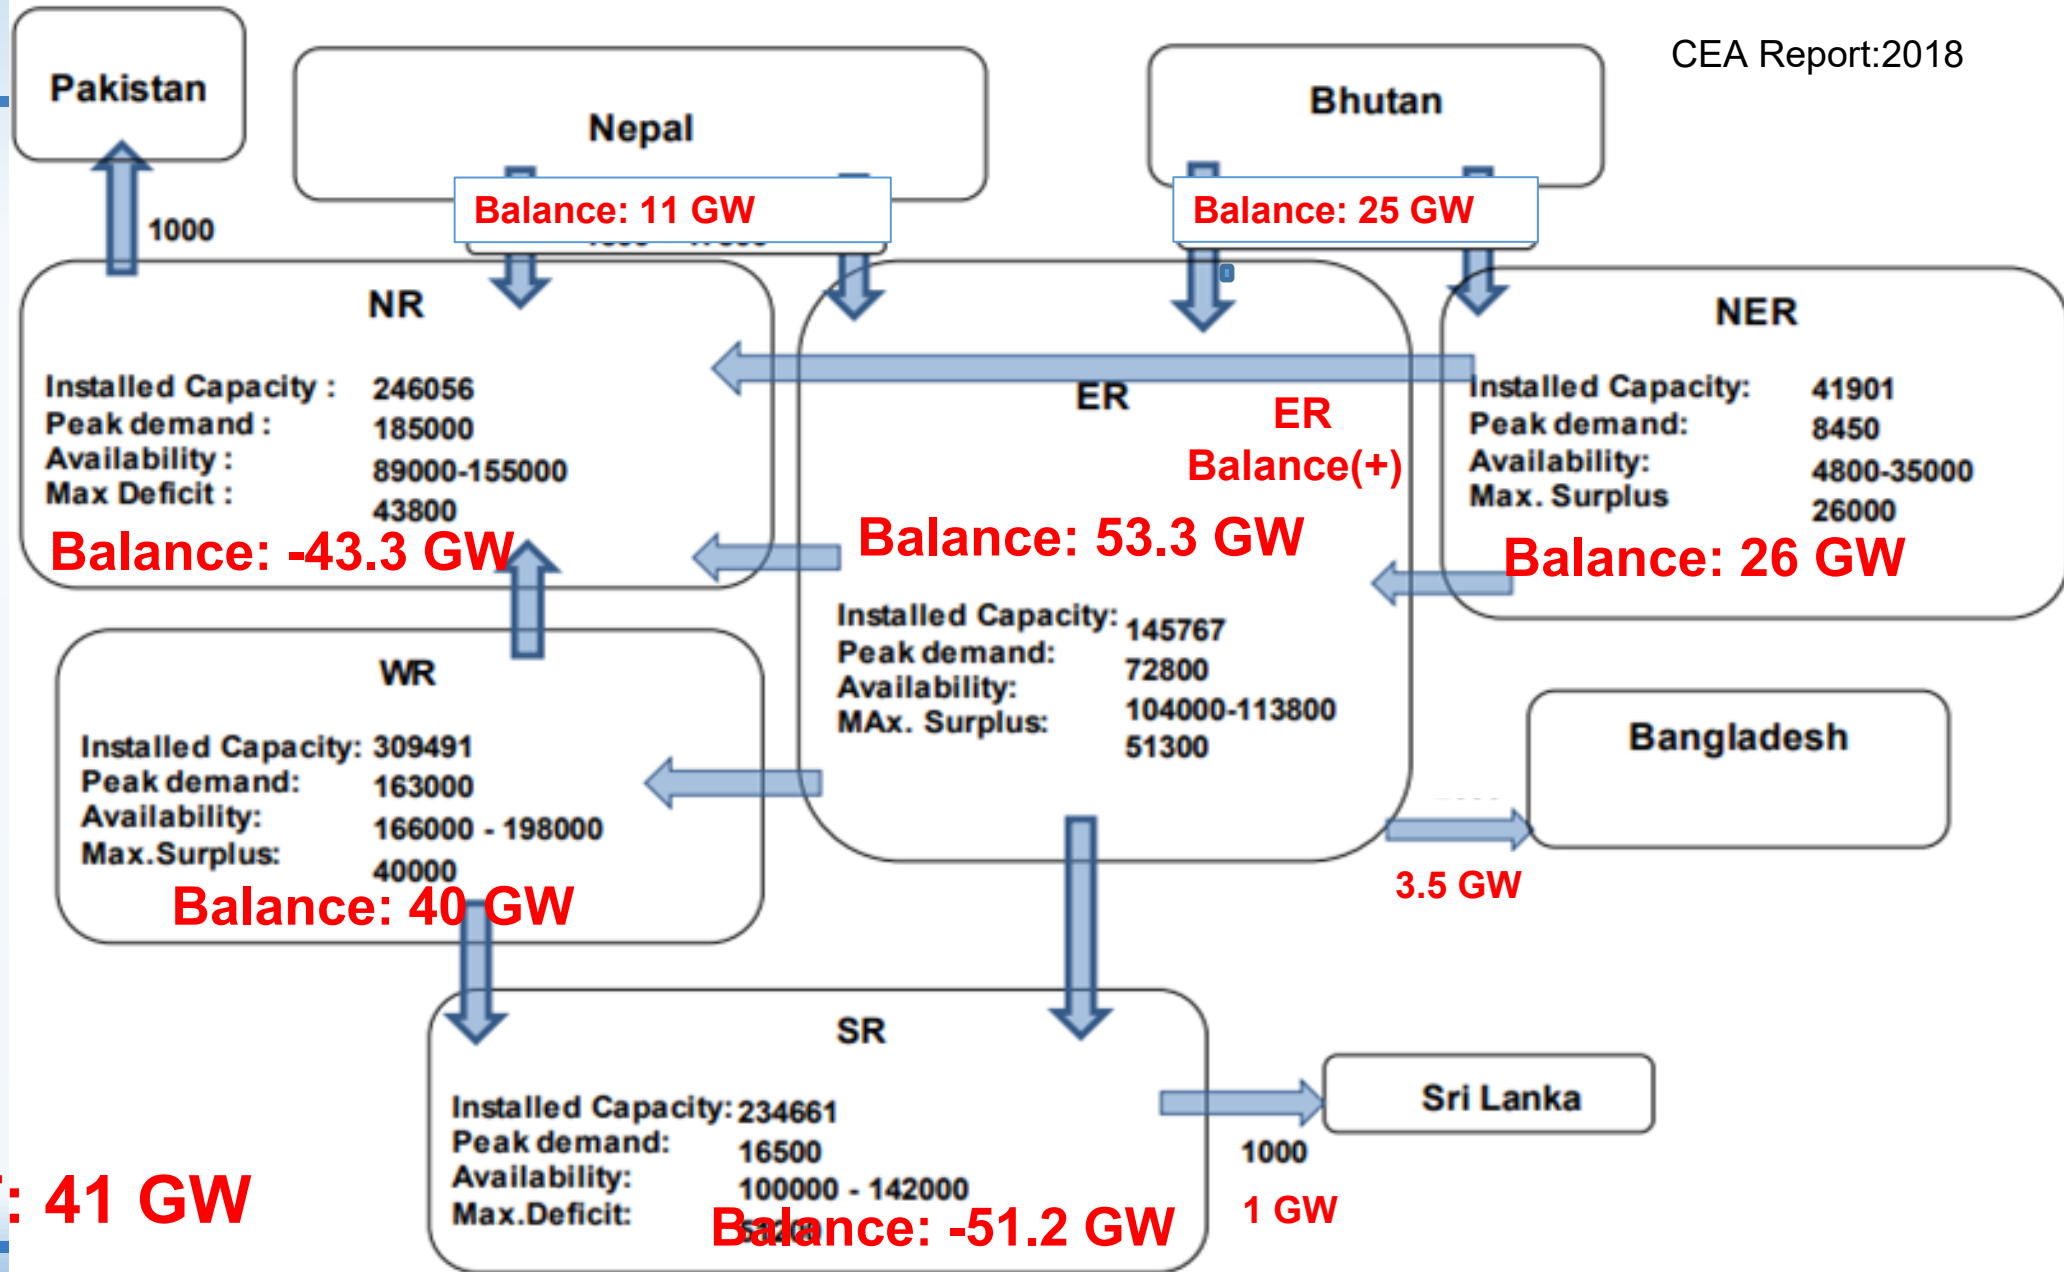 CEA Report:2018
Pakistan
Nepal
Bhutan
Balance: 11 GW
Balance: 25 GW
1000
NR
Installed Capacity : 246056
Peak demand : 185000
Availability : 89000-155000
Max Deficit : 43800
Balance: -43.3 GW
ER
ER
Balance(+)
Balance: 53.3 GW
Installed Capacity: 145767
Peak demand: 72800
Availability: 104000-113800
MAx. Surplus: 51300
NER
Installed Capacity: 41901
Peak demand: 8450
Availability: 4800-35000
Max. Surplus 26000
Balance: 26 GW
WR
Installed Capacity: 309491
Peak demand: 163000
Availability: 166000 - 198000
Max.Surplus: 40000
Balance: 40 GW
Bangladesh
3.5 GW
SR
Installed Capacity: 234661
Peak demand: 16500
Availability: 100000 - 142000
Max.Deficit:
Balance: -51.2 GW
Sri Lanka
1000
1 GW
: 41 GW